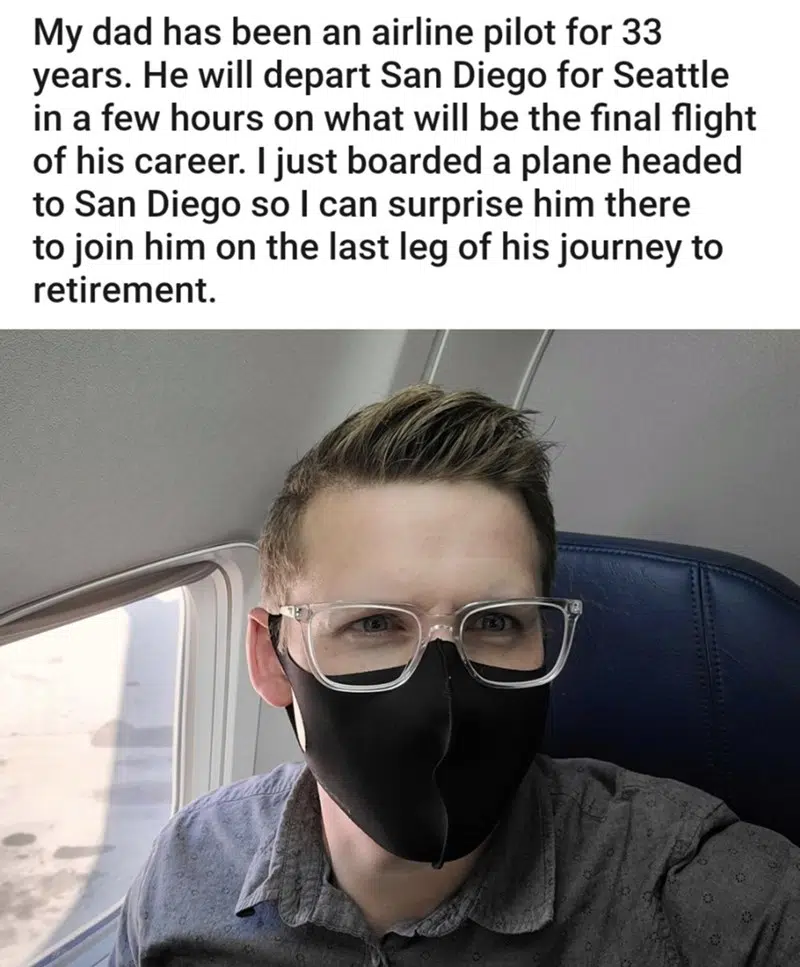 My dad has been an airline pilot for 33
years. He will depart San Diego for Seattle
in a few hours on what will be the final flight
of his career. I just boarded a plane headed
to San Diego so I can surprise him there
to join him on the last leg of his journey to
retirement.